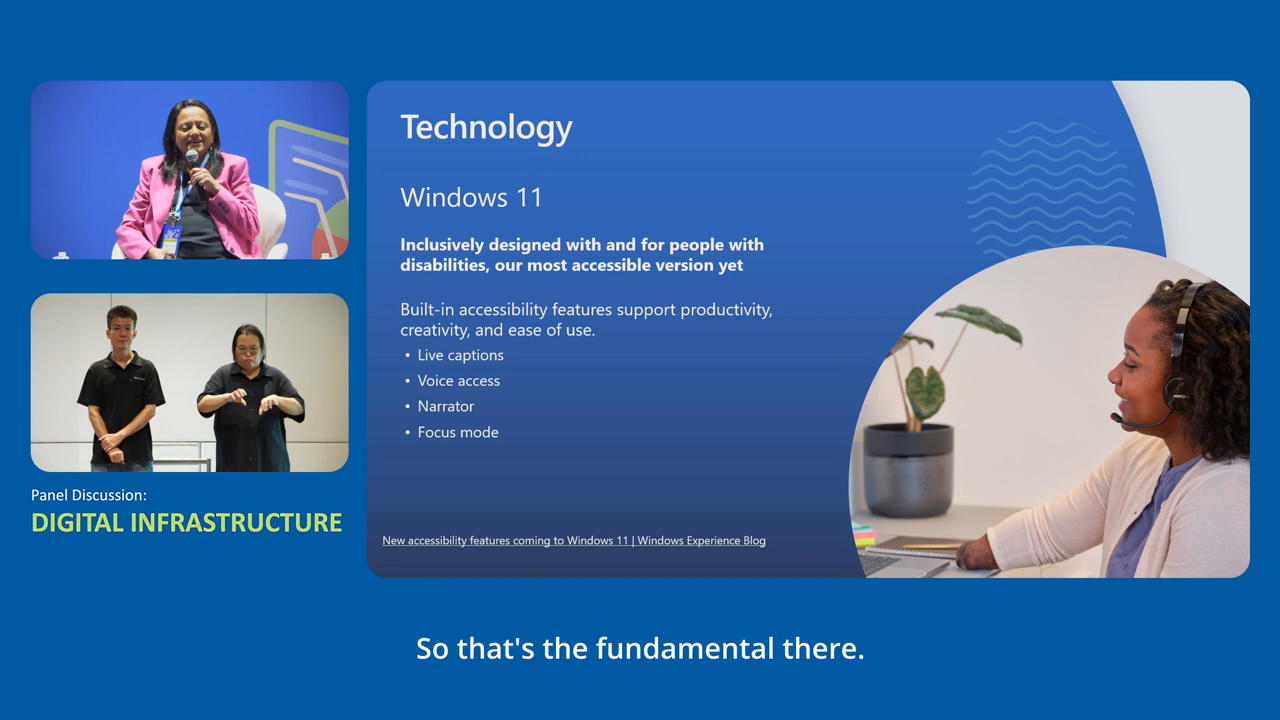 Technology
Windows 11
Inclusively designed with and for people with
disabilities, our most accessible version yet
Built-in accessibility features support productivity,
creativity, and ease of use.
• Live captions
• Voice access
• Narrator
• Focus mode
New accessibility features coming to Windows 11 | Windows Experience Blog
Panel Discussion:
DIGITAL INFRASTRUCTURE
So that's the fundamental there.